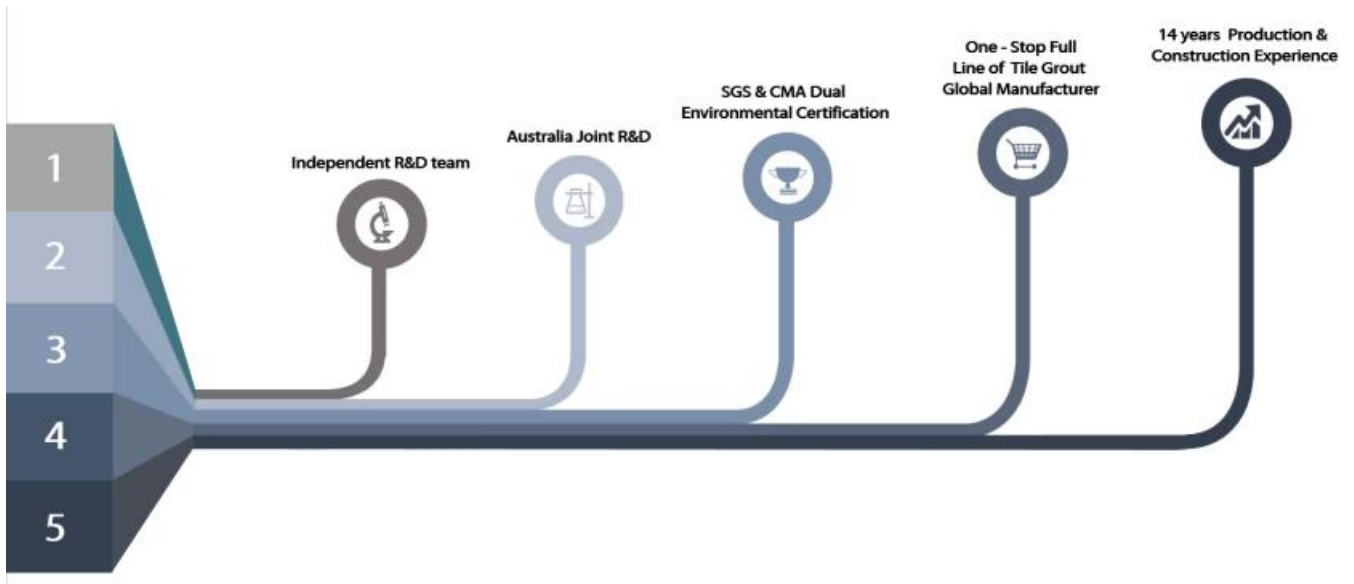 1
2
3
4
5
Independent R&D team
Australia Joint R&D
SGS & CMA Dual
Environmental Certification
One - Stop Full
Line of Tile Grout
Global Manufacturer
14 years Production &
Construction Experience